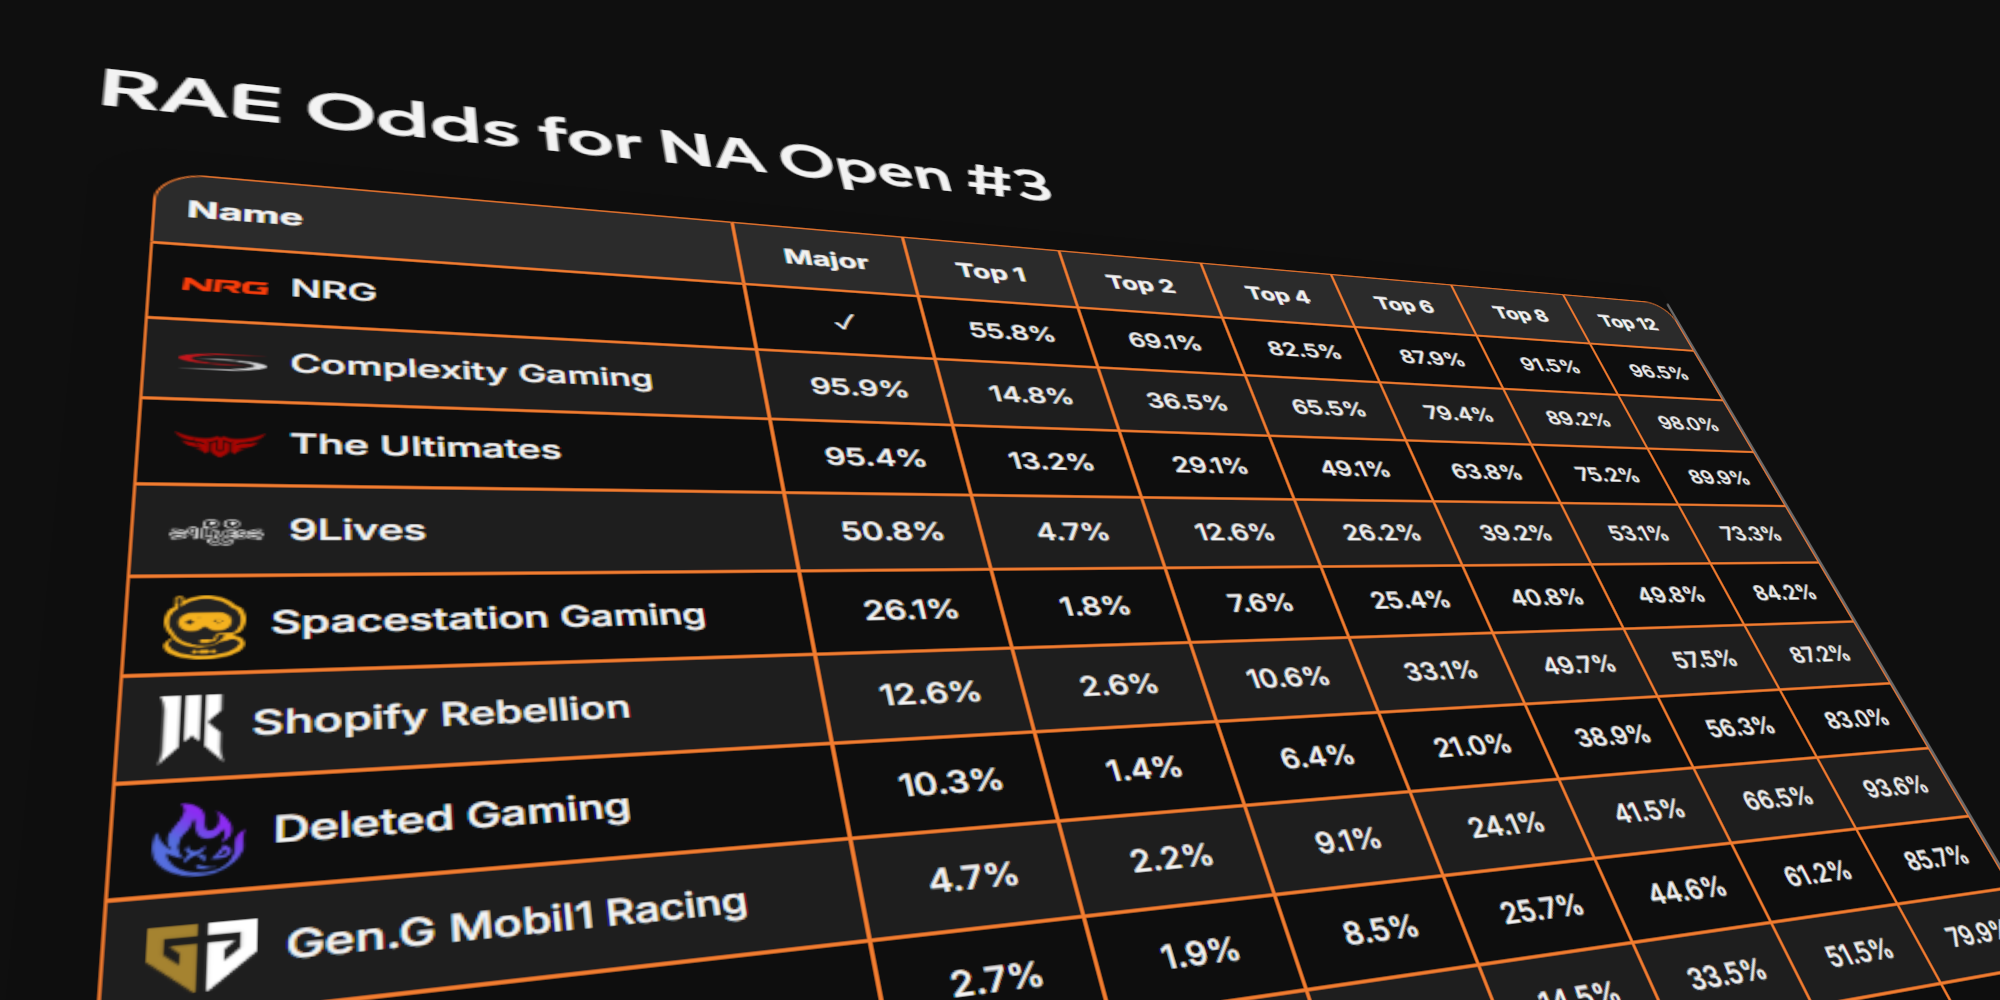 RAE Odds for NA Open #3
Name Major Top 1 Top 2 Top 4 Top 6 Top 8 Top 12
NRG NRG ✓ 55.8% 69.1% 82.5% 87.9% 91.5% 96.5%
Complexity Gaming 95.9% 14.8% 36.5% 65.5% 79.4% 89.2% 98.0%
The Ultimates 95.4% 13.2% 29.1% 49.1% 63.8% 75.2% 89.9%
9Lives 50.8% 4.7% 12.6% 26.2% 39.2% 53.1% 73.3%
Spacestation Gaming 26.1% 1.8% 7.6% 25.4% 40.8% 49.8% 84.2%
Shopify Rebellion 12.6% 2.6% 10.6% 33.1% 49.7% 57.5% 87.2%
Deleted Gaming 10.3% 1.4% 6.4% 21.0% 38.9% 56.3% 83.0%
Gen.G Mobil1 Racing 4.7% 2.2% 9.1% 24.1% 41.5% 66.5% 93.6%
2.7% 1.9% 8.5% 25.7% 44.6% 61.2% 85.7%
14.5% 33.5% 51.5% 79.9%